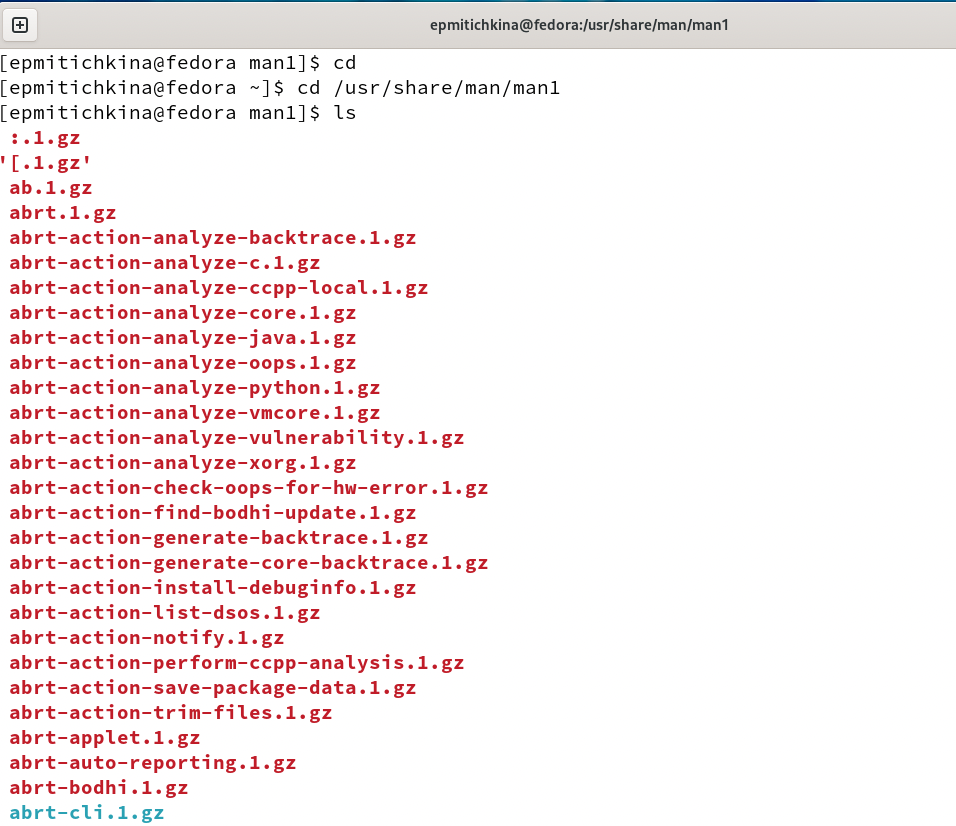 epmitichkina@fedora:/usr/share/man/man1
[epmitichkina@fedora man1]$ cd
[epmitichkina@fedora ~]$ cd /usr/share/man/man1
[epmitichkina@fedora man1]$ ls
:.1.gz
'[.1.gz'
ab.1.gz
abrt.1.gz
abrt-action-analyze-backtrace.1.gz
abrt-action-analyze-c.1.gz
abrt-action-analyze-ccpp-local.1.gz
abrt-action-analyze-core.1.gz
abrt-action-analyze-java.1.gz
abrt-action-analyze-oops.1.gz
abrt-action-analyze-python.1.gz
abrt-action-analyze-vmcore.1.gz
abrt-action-analyze-vulnerability.1.gz
abrt-action-analyze-xorg.1.gz
abrt-action-check-oops-for-hw-error.1.gz
abrt-action-find-bodhi-update.1.gz
abrt-action-generate-backtrace.1.gz
abrt-action-generate-core-backtrace.1.gz
abrt-action-install-debuginfo.1.gz
abrt-action-list-dsos.1.gz
abrt-action-notify.1.gz
abrt-action-perform-ccpp-analysis.1.gz
abrt-action-save-package-data.1.gz
abrt-action-trim-files.1.gz
abrt-applet.1.gz
abrt-auto-reporting.1.gz
abrt-bodhi.1.gz
abrt-cli.1.gz